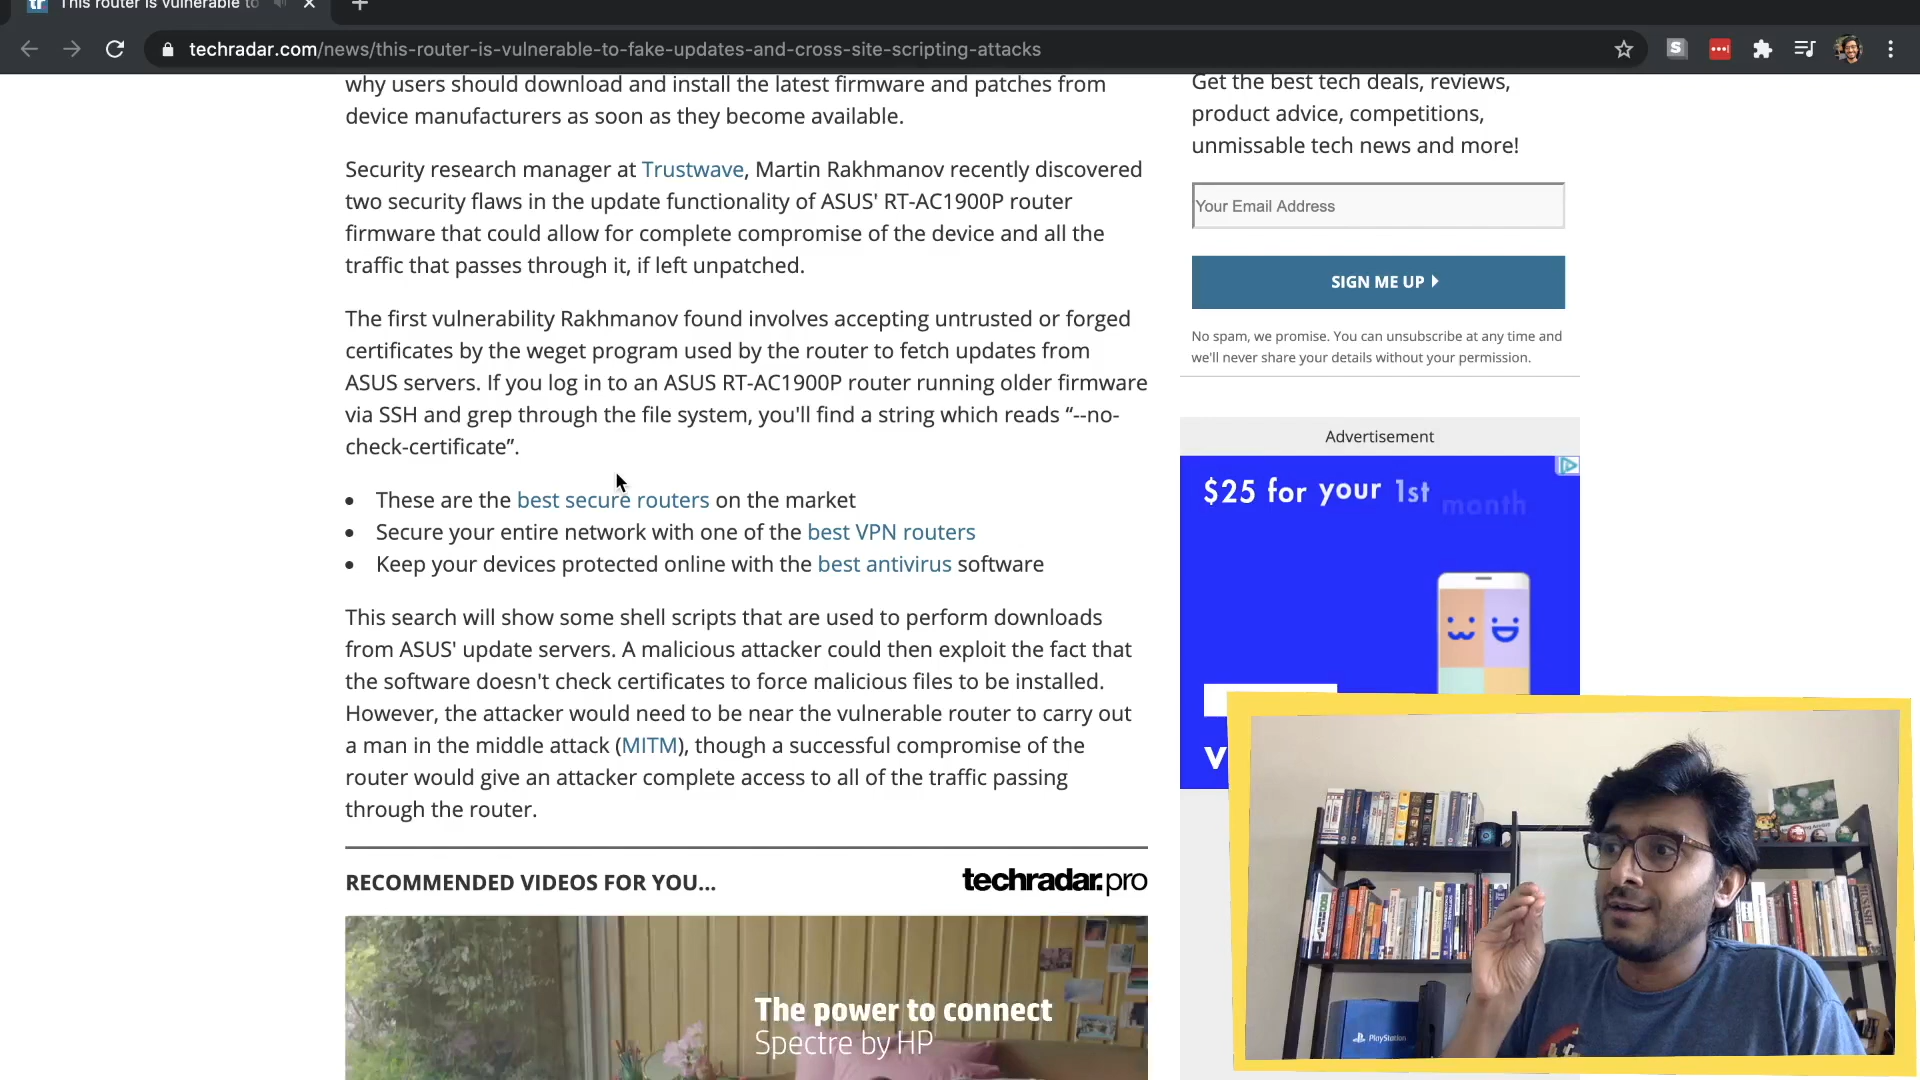 tr This router is vulnerable to
techradar.com/news/this-router-is-vulnerable-to-fake-updates-and-cross-site-scripting-attacks
why users should download and install the latest firmware and patches from
device manufacturers as soon as they become available.
Security research manager at Trustwave, Martin Rakhmanov recently discovered
two security flaws in the update functionality of ASUS' RT-AC1900P router
firmware that could allow for complete compromise of the device and all the
traffic that passes through it, if left unpatched.
The first vulnerability Rakhmanov found involves accepting untrusted or forged
certificates by the weget program used by the router to fetch updates from
ASUS servers. If you log in to an ASUS RT-AC1900P router running older firmware
via SSH and grep through the file system, you'll find a string which reads “--no-
check-certificate”.
• These are the best secure routers on the market
• Secure your entire network with one of the best VPN routers
• Keep your devices protected online with the best antivirus software
This search will show some shell scripts that are used to perform downloads
from ASUS' update servers. A malicious attacker could then exploit the fact that
the software doesn't check certificates to force malicious files to be installed.
However, the attacker would need to be near the vulnerable router to carry out
a man in the middle attack (MITM), though a successful compromise of the
router would give an attacker complete access to all of the traffic passing
through the router.
RECOMMENDED VIDEOS FOR YOU...
techradar.pro
The power to connect
Spectre by HP
Get the best tech deals, reviews,
product advice, competitions,
unmissable tech news and more!
Your Email Address
SIGN ME UP
No spam, we promise. You can unsubscribe at any time and
we'll never share your details without your permission.
Advertisement
$25 for your 1st
month
V
PlayStation